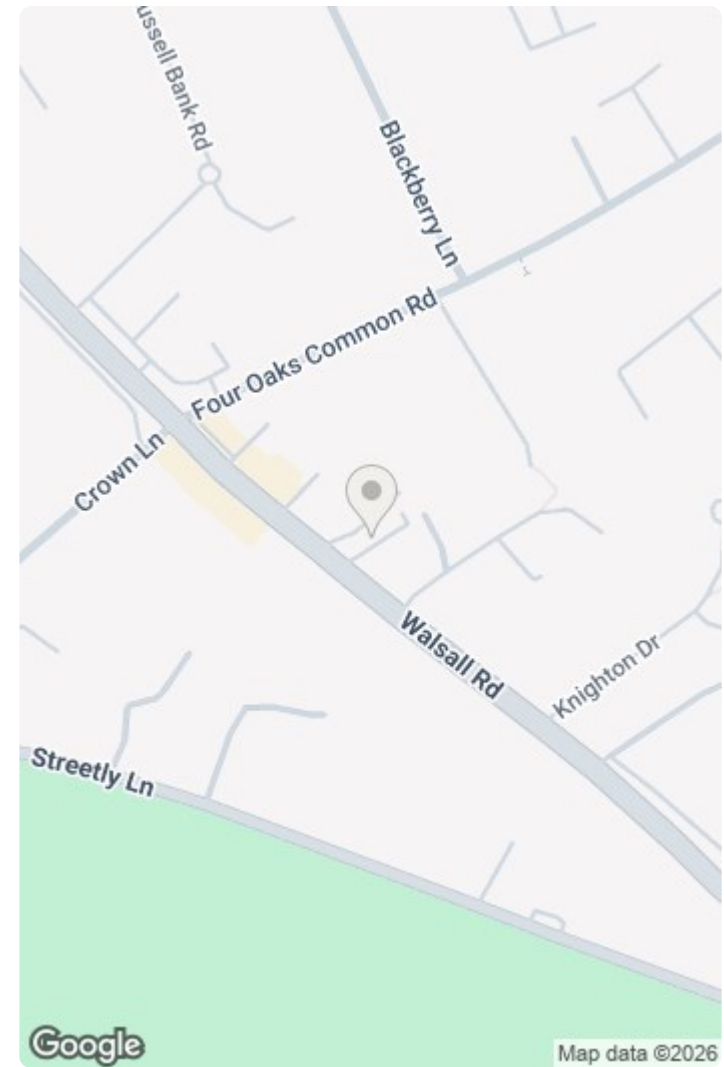 ussell Bank Rd
Blackberry Ln
Four Oaks Common Rd
Crown Ln
Walsall Rd
Knighton Dr
Streetly Ln
Google
Map data ©2026